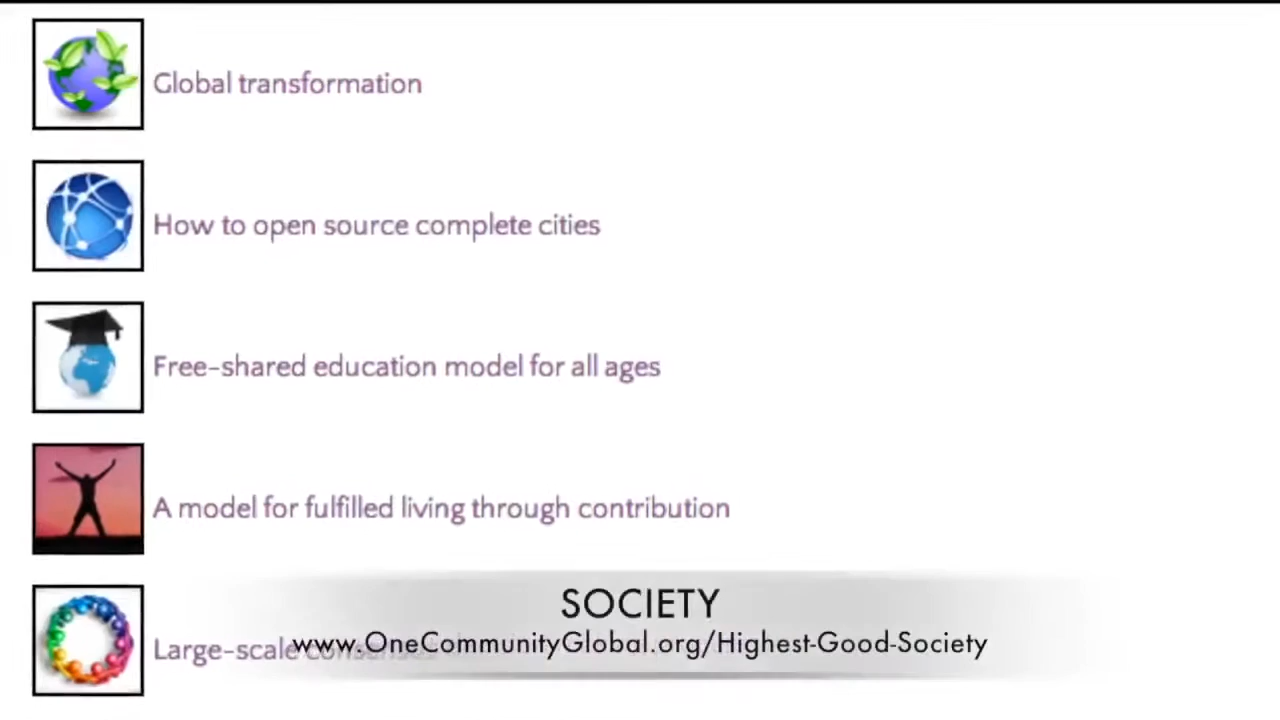 Global transformation
How to open source complete cities
Free-shared education model for all ages
A model for fulfilled living through contribution
SOCIETY
Large-scale
www.OneCommunityGlobal.org/Highest-Good-Society